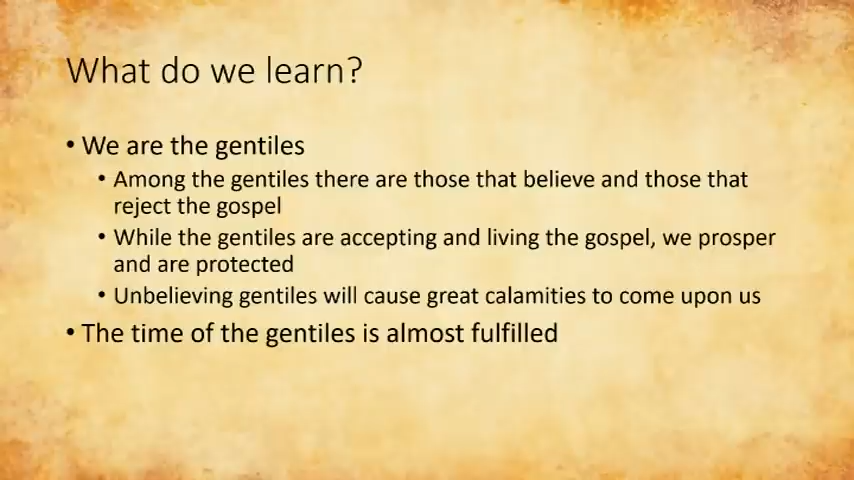 What do we learn?
• We are the gentiles
• Among the gentiles there are those that believe and those that
reject the gospel
• While the gentiles are accepting and living the gospel, we prosper
and are protected
• Unbelieving gentiles will cause great calamities to come upon us
• The time of the gentiles is almost fulfilled